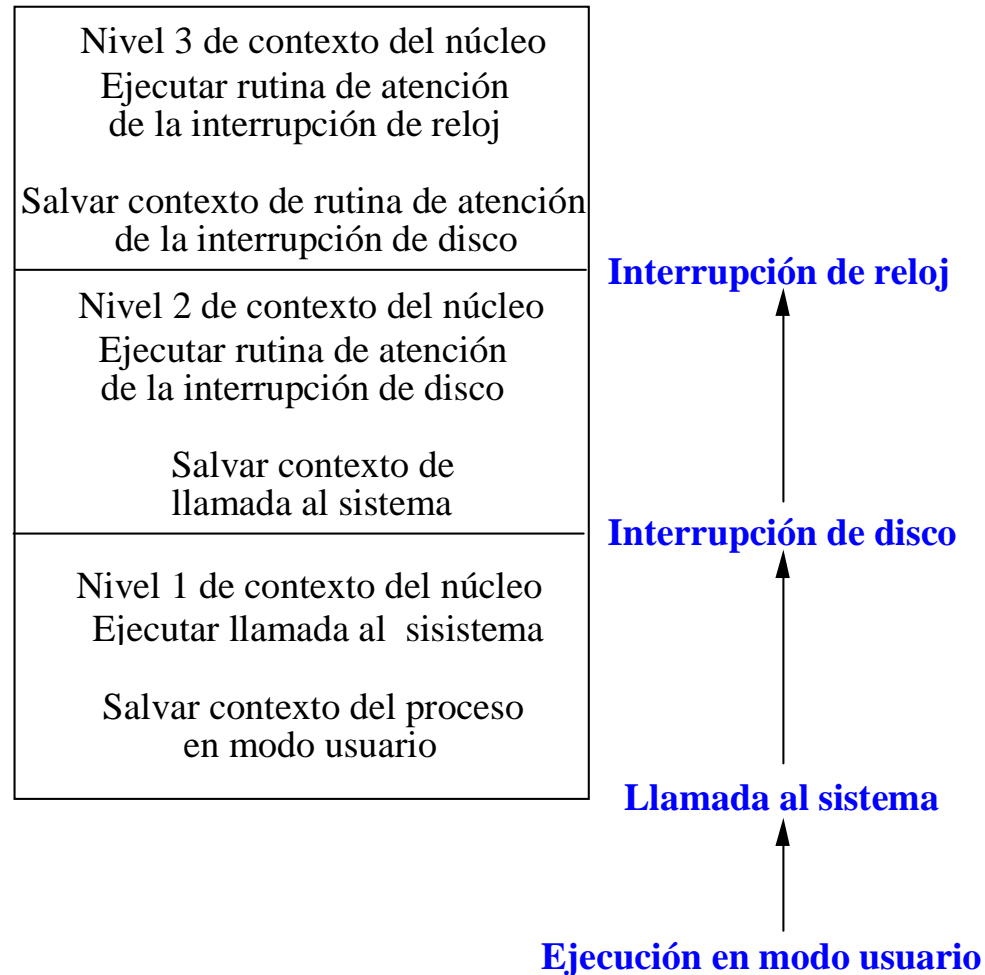 Nivel 3 de contexto del núcleo
Ejecutar rutina de atención
de la interrupción de reloj
Salvar contexto de rutina de atención
de la interrupción de disco
Interrupción de reloj
Nivel 2 de contexto del núcleo
Ejecutar rutina de atención
de la interrupción de disco
Salvar contexto de
llamada al sistema
Interrupción de disco
Nivel 1 de contexto del núcleo
Ejecutar llamada al sisistema
Salvar contexto del proceso
en modo usuario
Llamada al sistema
Ejecución en modo usuario